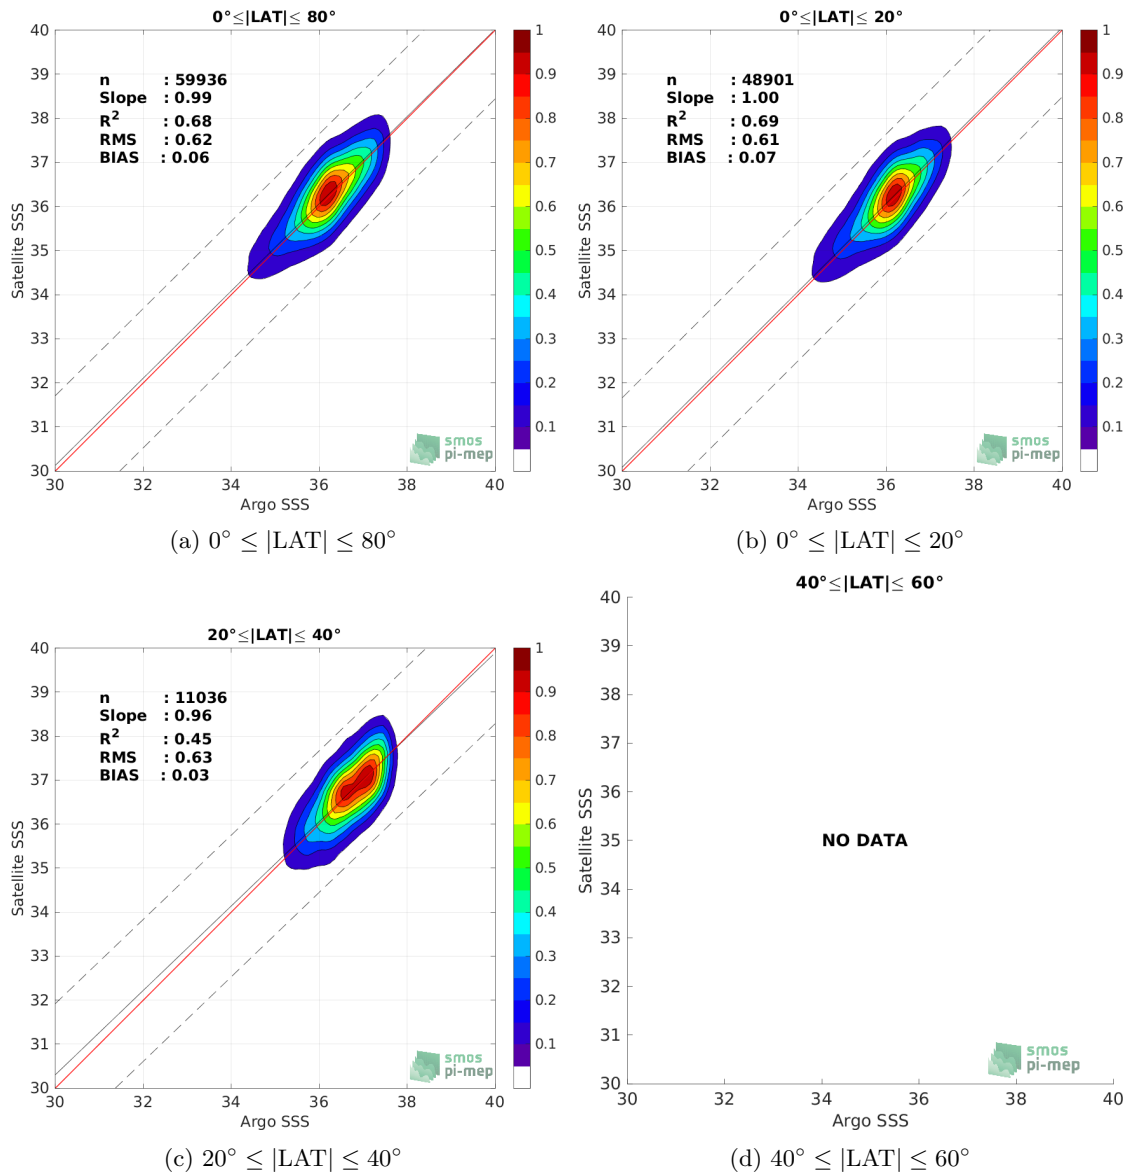 0°≤|LAT|≤ 80°
40
39
38
37
36
35
34
33
32
31
30
n : 59936
Slope : 0.99
R² : 0.68
RMS : 0.62
BIAS : 0.06
Satellite SSS
30 32 34 36 38 40
Argo SSS
1
0.9
0.8
0.7
0.6
0.5
0.4
0.3
0.2
0.1
smos
pi-mep
(a) 0° ≤ |LAT| ≤ 80°
0°≤|LAT|≤ 20°
40
39
38
37
36
35
34
33
32
31
30
n : 48901
Slope : 1.00
R² : 0.69
RMS : 0.61
BIAS : 0.07
Satellite SSS
30 32 34 36 38 40
Argo SSS
1
0.9
0.8
0.7
0.6
0.5
0.4
0.3
0.2
0.1
smos
pi-mep
(b) 0° ≤ |LAT| ≤ 20°
20°≤|LAT|≤ 40°
40
39
38
37
36
35
34
33
32
31
30
n : 11036
Slope : 0.96
R² : 0.45
RMS : 0.63
BIAS : 0.03
Satellite SSS
30 32 34 36 38 40
Argo SSS
1
0.9
0.8
0.7
0.6
0.5
0.4
0.3
0.2
0.1
smos
pi-mep
(c) 20° ≤ |LAT| ≤ 40°
40°≤|LAT|≤ 60°
40
39
38
37
36
35
34
33
32
31
30
NO DATA
Satellite SSS
30 32 34 36 38 40
Argo SSS
smos
pi-mep
(d) 40° ≤ |LAT| ≤ 60°